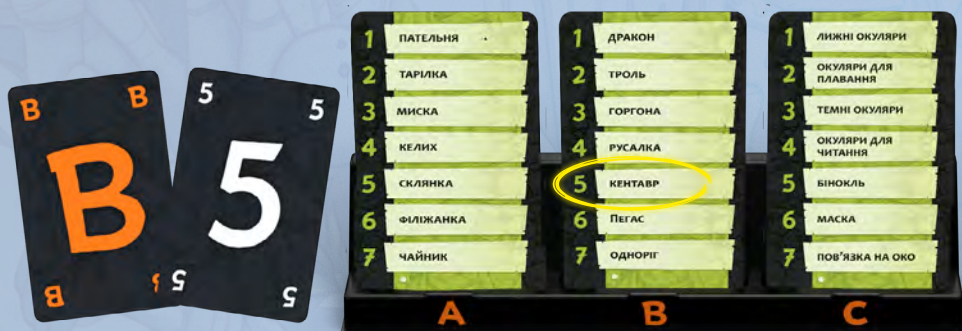 B B
B
B B
5 5
5
5 5
1 ПАТЕЛЬНЯ
2 ТАРІЛКА
3 МИСКА
4 КЕЛИХ
5 СКЛЯНКА
6 ФІЛІЖАНКА
7 ЧАЙНИК
A
1 ДРАКОН
2 ТРОЛЬ
3 ГОРГОНА
4 РУСАЛКА
5 КЕНТАВР
6 ПЕГАС
7 ОДНОРІГ
B
1 ЛИЖНІ ОКУЛЯРИ
2 ОКУЛЯРИ ДЛЯ
ПЛАВАННЯ
3 ТЕМНІ ОКУЛЯРИ
4 ОКУЛЯРИ ДЛЯ
ЧИТАННЯ
5 БІНОКЛЬ
6 МАСКА
7 ПОВ'ЯЗКА НА ОКО
C